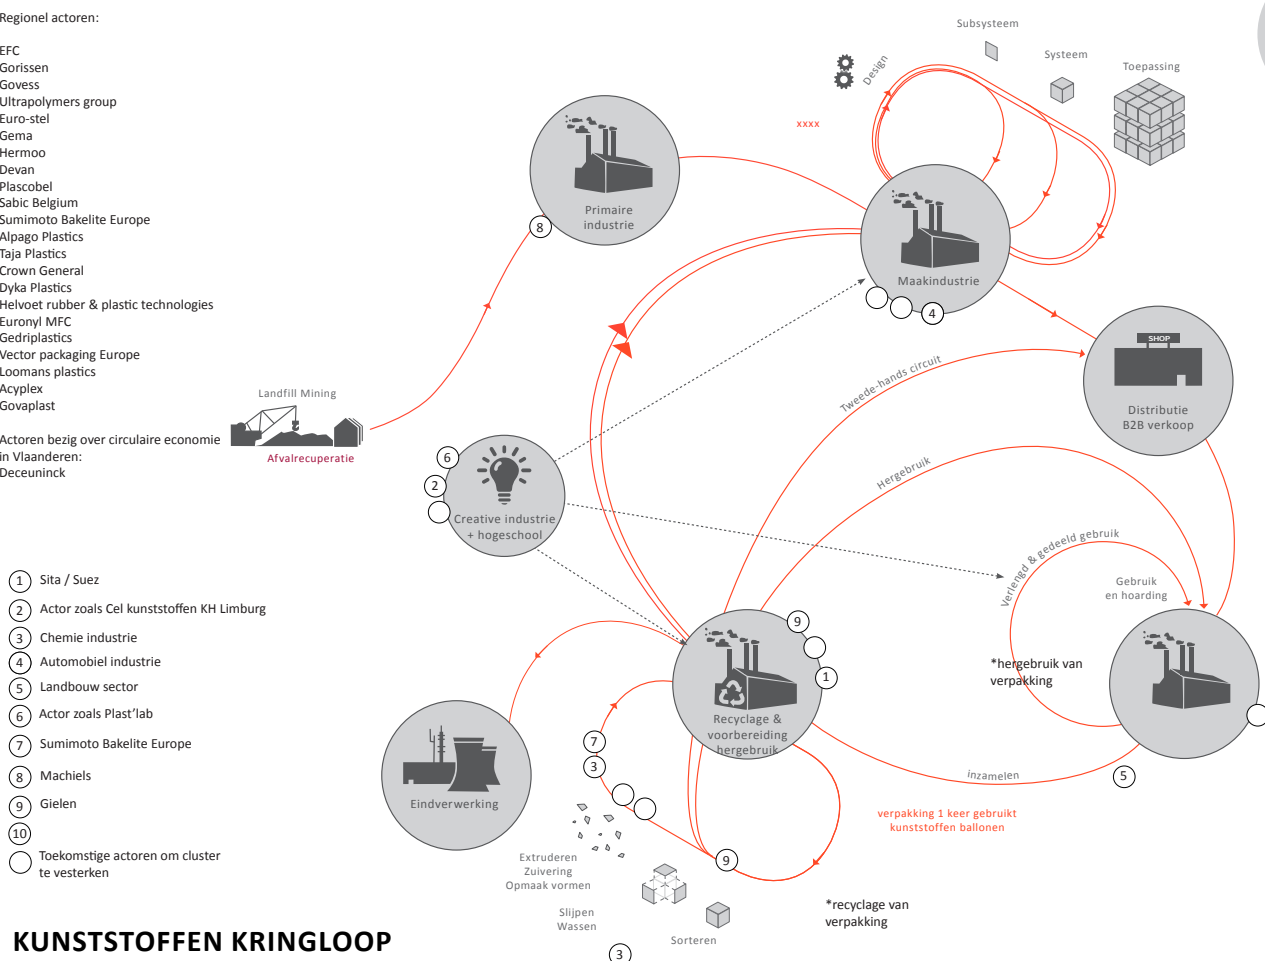 Regionel actoren:
EFC
Gorissen
Govess
Ultrapolymers group
Euro-stel
Gema
Hermoo
Devan
Plascobel
Sabic Belgium
Sumimoto Bakelite Europe
Alpago Plastics
Taja Plastics
Crown General
Dyka Plastics
Helvoet rubber & plastic technologies
Euronyl MFC
Gedriplastics
Vector packaging Europe
Loomans plastics
Acyplex
Govaplast
Actoren bezig over circulaire economie
in Vlaanderen:
Deceuninck
1 Sita / Suez
2 Actor zoals Cel kunststoffen KH Limburg
3 Chemie industrie
4 Automobiel industrie
5 Landbouw sector
6 Actor zoals Plast'lab
7 Sumimoto Bakelite Europe
8 Machiels
9 Gielen
10
Toekomstige actoren om cluster
te vesterken
KUNSTSTOFFEN KRINGLOOP
Landfill Mining
Afvalrecuperatie
8
Primaire
industrie
xxxx
Design
Subsysteem
Systeem
Toepassing
Maakindustrie
4
SHOP
Distributie
B2B verkoop
Tweede-hands circuit
Hergebruik
Verlengd & gedeeld gebruik
Gebruik
en hoarding
*hergebruik van
verpakking
6
2
Creative industrie
+ hogeschool
9
1
Recyclage &
voorbereiding
hergebruik
inzamelen
5
verpakking 1 keer gebruikt
kunststoffen ballonen
Eindverwerking
7
3
9
Extruderen
Zuivering
Opmaak vormen
Slijpen
Wassen
Sorteren
3
*recyclage van
verpakking